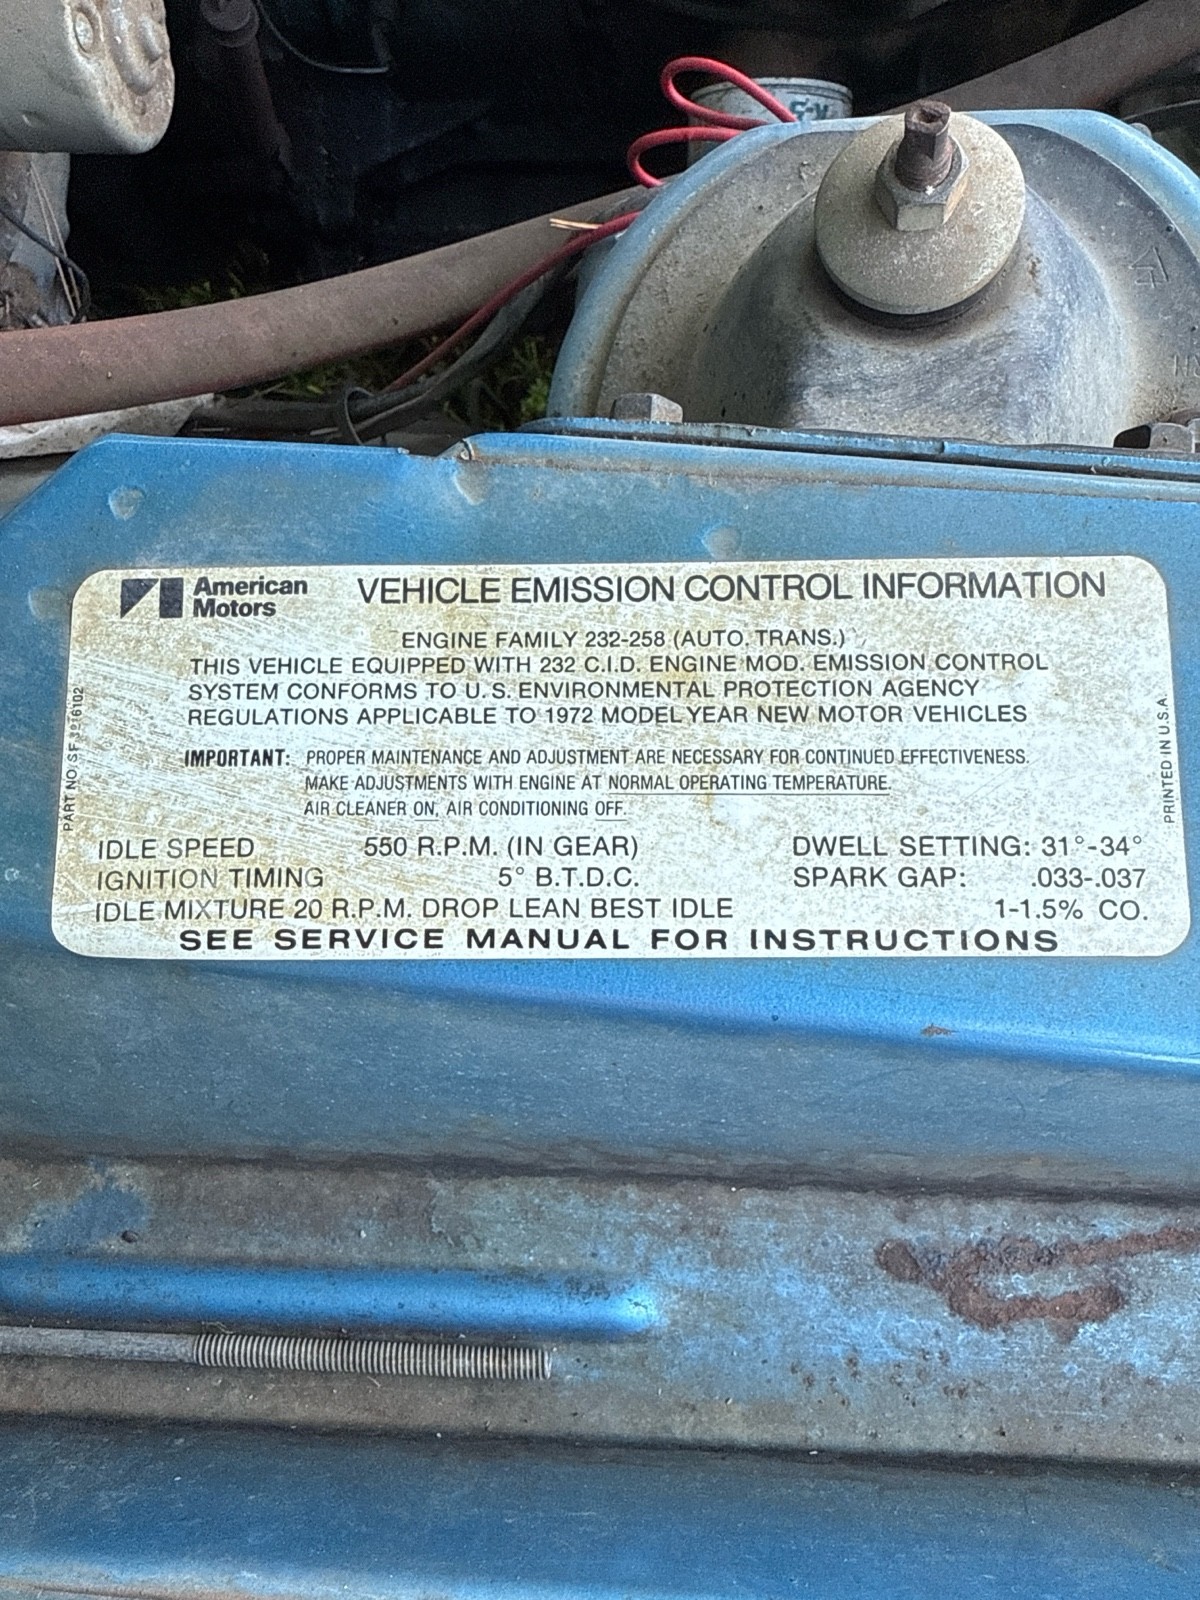 American
Motors
VEHICLE EMISSION CONTROL INFORMATION
ENGINE FAMILY 232-258 (AUTO. TRANS.)
THIS VEHICLE EQUIPPED WITH 232 C.I.D. ENGINE MOD. EMISSION CONTROL
SYSTEM CONFORMS TO U.S. ENVIRONMENTAL PROTECTION AGENCY
REGULATIONS APPLICABLE TO 1972 MODEL YEAR NEW MOTOR VEHICLES
IMPORTANT: PROPER MAINTENANCE AND ADJUSTMENT ARE NECESSARY FOR CONTINUED EFFECTIVENESS.
MAKE ADJUSTMENTS WITH ENGINE AT NORMAL OPERATING TEMPERATURE.
AIR CLEANER ON, AIR CONDITIONING OFF.
IDLE SPEED 550 R.P.M. (IN GEAR) DWELL SETTING: 31°-34°
IGNITION TIMING 5° B.T.D.C. SPARK GAP: .033-.037
IDLE MIXTURE 20 R.P.M. DROP LEAN BEST IDLE 1-1.5% CO.
SEE SERVICE MANUAL FOR INSTRUCTIONS
PART NO. S.F.
PRINTED IN U.S.A.